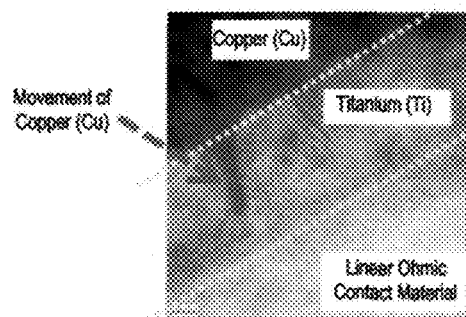 Copper (Cu)
Movement of
Copper (Cu)
Titanium (Ti)
Linear Ohmic
Contact Material